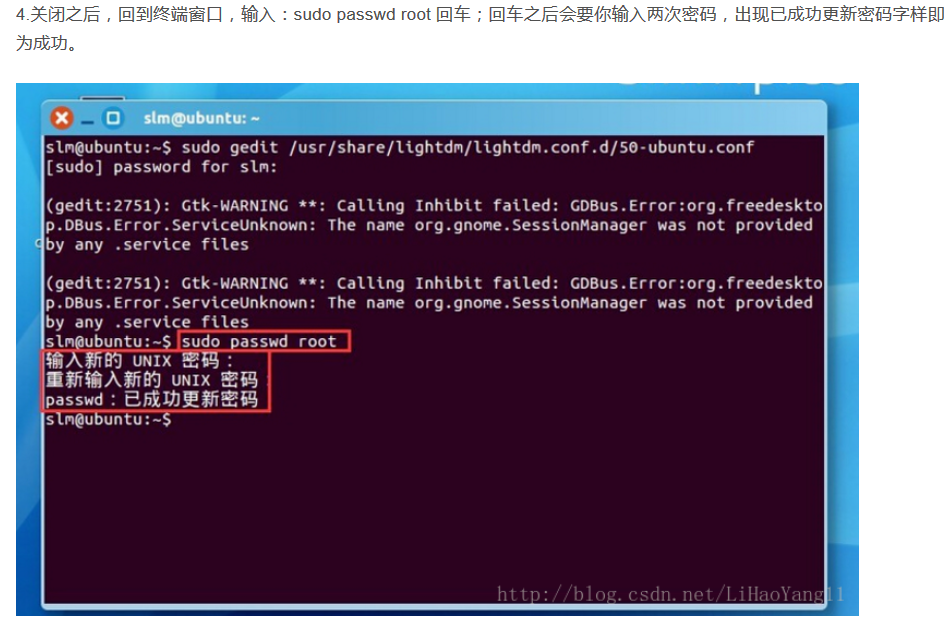 4.关闭之后，回到终端窗口，输入：sudo passwd root 回车；回车之后会要你输入两次密码，出现已成功更新密码字样即
为成功。
slm@ubuntu: ~
slm@ubuntu:~$ sudo gedit /usr/share/lightdm/lightdm.conf.d/50-ubuntu.conf
[sudo] password for slm:
(gedit:2751): Gtk-WARNING **: Calling Inhibit failed: GDBus.Error:org.freedeskto
p.DBus.Error.ServiceUnknown: The name org.gnome.SessionManager was not provided
by any .service files
(gedit:2751): Gtk-WARNING **: Calling Inhibit failed: GDBus.Error:org.freedeskto
p.DBus.Error.ServiceUnknown: The name org.gnome.SessionManager was not provided
by any .service files
slm@ubuntu:~$ sudo passwd root
输入新的 UNIX 密码：
重新输入新的 UNIX 密码：
passwd：已成功更新密码
slm@ubuntu:~$
http://blog.csdn.net/LiHaoYang11